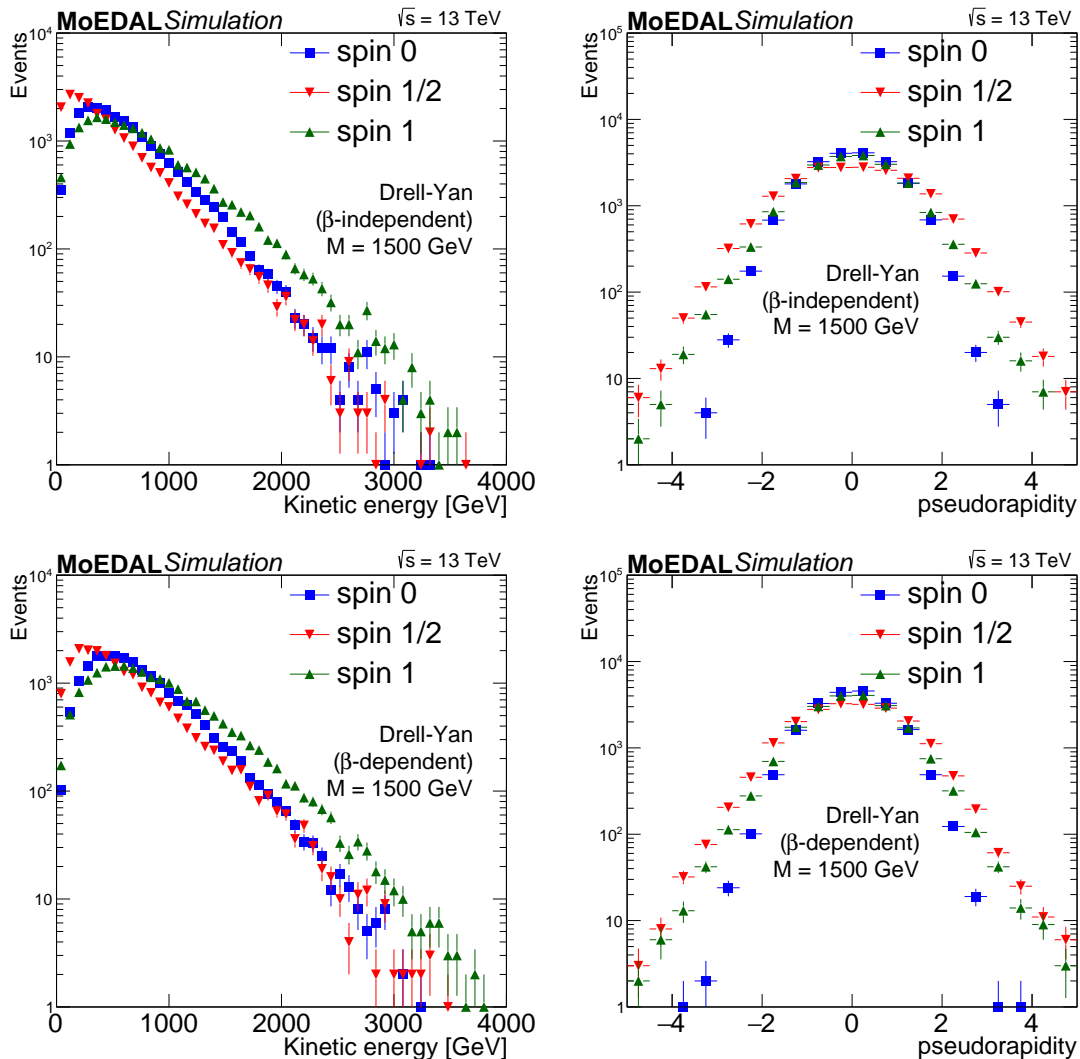 MoEDAL Simulation √s = 13 TeV
Events
10⁴
10³
10²
10
1
spin 0
spin 1/2
spin 1
Drell-Yan
(β-independent)
M = 1500 GeV
0 1000 2000 3000 4000
Kinetic energy [GeV]
MoEDAL Simulation √s = 13 TeV
Events
10⁵
10⁴
10³
10²
10
1
spin 0
spin 1/2
spin 1
Drell-Yan
(β-independent)
M = 1500 GeV
−4 −2 0 2 4
pseudorapidity
MoEDAL Simulation √s = 13 TeV
Events
10⁴
10³
10²
10
1
spin 0
spin 1/2
spin 1
Drell-Yan
(β-dependent)
M = 1500 GeV
0 1000 2000 3000 4000
Kinetic energy [GeV]
MoEDAL Simulation √s = 13 TeV
Events
10⁵
10⁴
10³
10²
10
1
spin 0
spin 1/2
spin 1
Drell-Yan
(β-dependent)
M = 1500 GeV
−4 −2 0 2 4
pseudorapidity